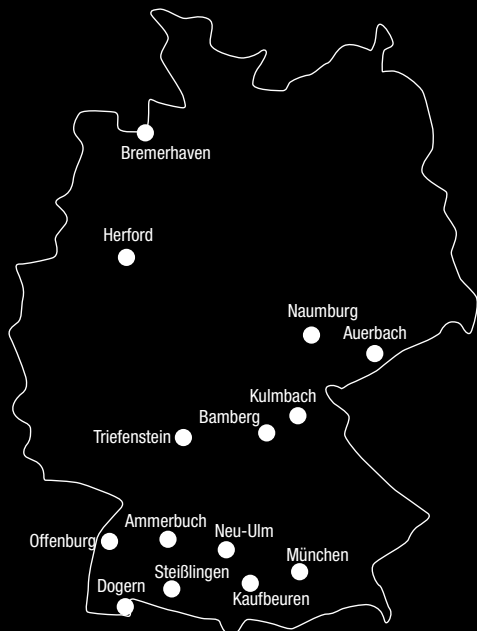 Bremerhaven
Herford
Naumburg
Auerbach
Kulmbach
Bamberg
Triefenstein
Ammerbuch
Neu-Ulm
Offenburg
München
Steißlingen
Dogern
Kaufbeuren